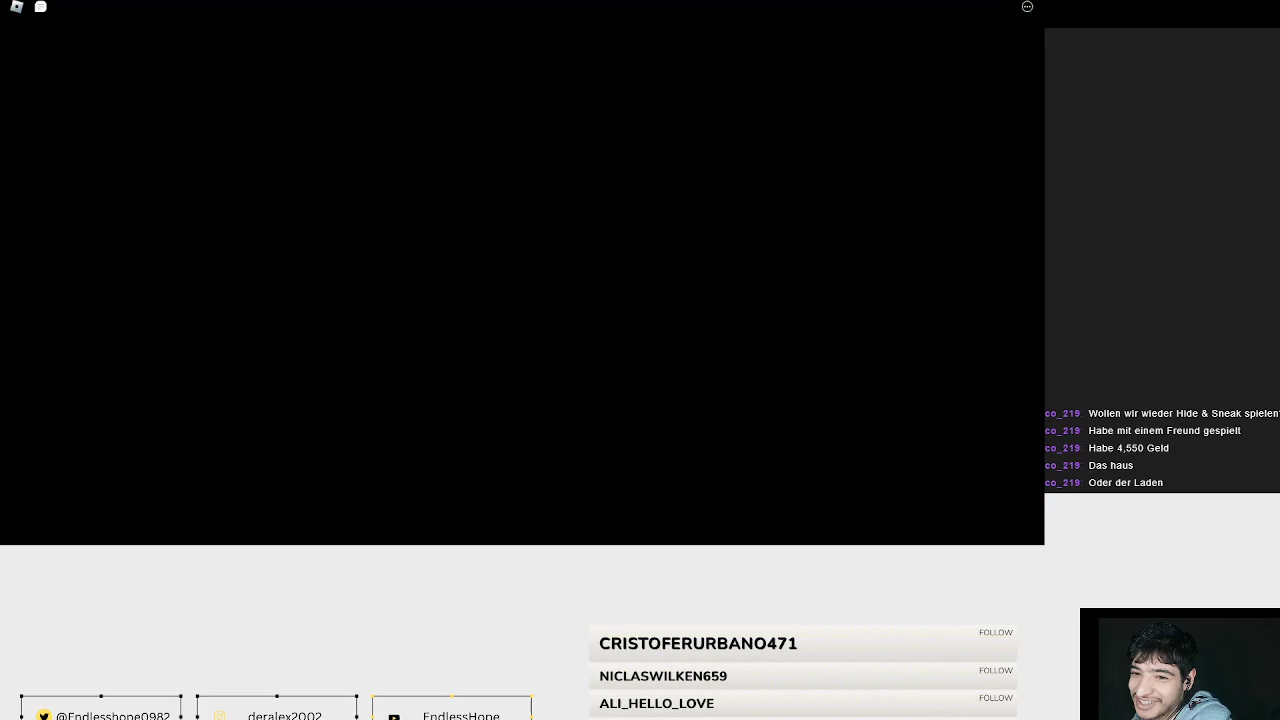 co_219: Wollen wir wieder Hide & Sneak spielen
co_219: Habe mit einem Freund gespielt
co_219: Habe 4,550 Geld
co_219: Das haus
co_219: Oder der Laden
CRISTOFERURBANO471 FOLLOW
NICLASWILKEN659 FOLLOW
ALI_HELLO_LOVE FOLLOW
@Endlesshope0982 deralex2002 EndlessHope